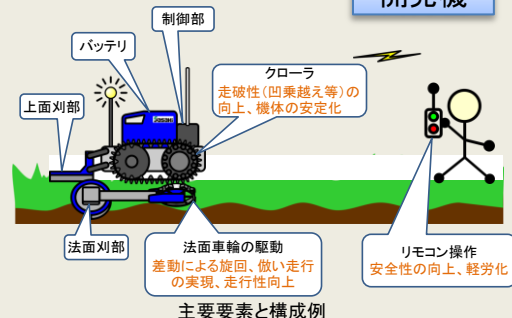 開発機
制御部
バッテリ
クローラ
走破性(凹乗越え等)の
向上、機体の安定化
上面刈部
法面刈部
法面車輪の駆動
差動による旋回、倣い走行
の実現、走行性向上
リモコン操作
安全性の向上、軽労化
主要要素と構成例